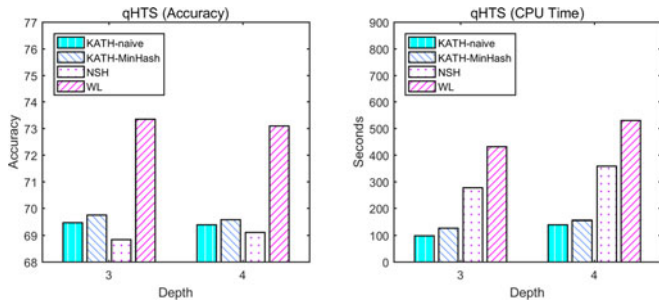 qHTS (Accuracy)
77
76
75
74
73
72
71
70
69
68
Accuracy
KATH-naive
KATH-MinHash
NSH
WL
3
4
Depth
qHTS (CPU Time)
900
800
700
600
500
400
300
200
100
0
Seconds
KATH-naive
KATH-MinHash
NSH
WL
3
4
Depth